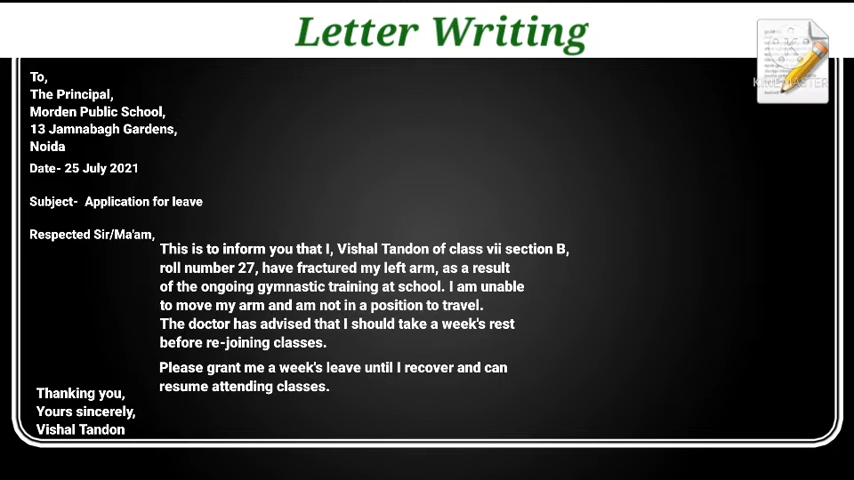 Letter Writing
To,
The Principal,
Morden Public School,
13 Jamnabagh Gardens,
Noida
Date- 25 July 2021
Subject- Application for leave
Respected Sir/Ma'am,
This is to inform you that I, Vishal Tandon of class vii section B,
roll number 27, have fractured my left arm, as a result
of the ongoing gymnastic training at school. I am unable
to move my arm and am not in a position to travel.
The doctor has advised that I should take a week's rest
before re-joining classes.
Please grant me a week's leave until I recover and can
resume attending classes.
Thanking you,
Yours sincerely,
Vishal Tandon